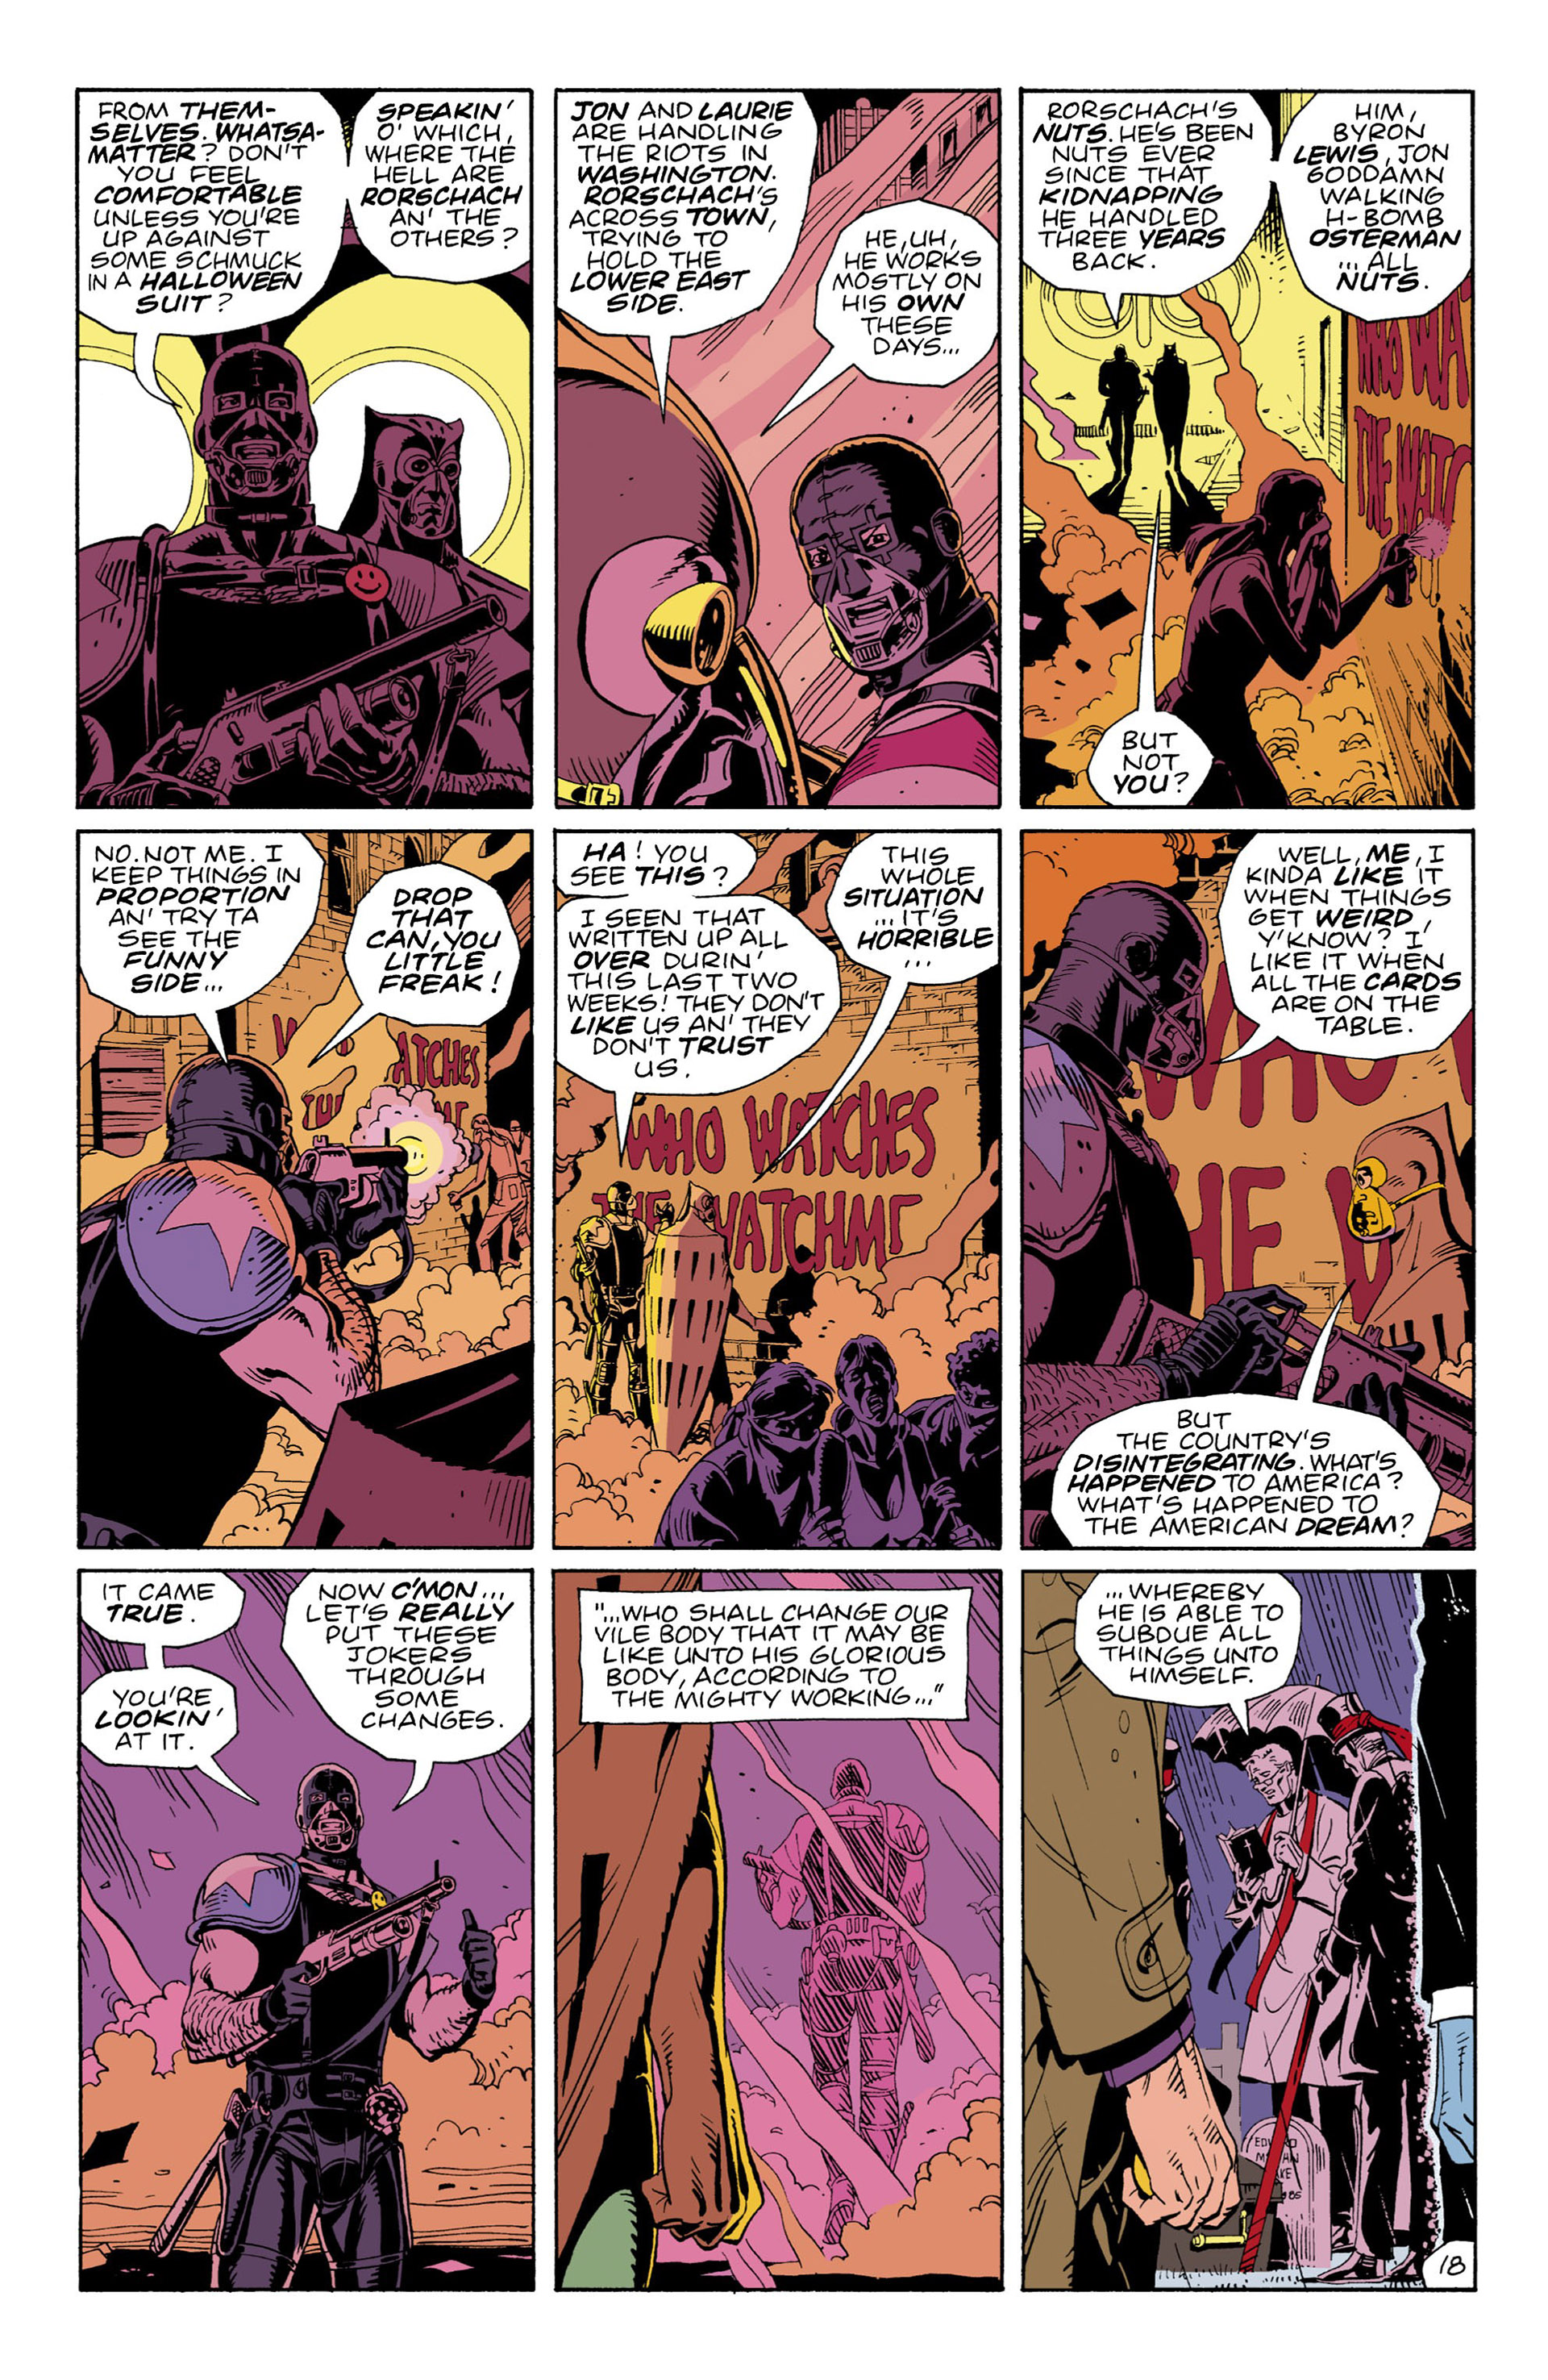 FROM THEM-
SELVES. WHATSA-
MATTER? DON'T
YOU FEEL
COMFORTABLE
UNLESS YOU'RE
UP AGAINST
SOME SCHMUCK
IN A HALLOWEEN
SUIT?
SPEAKIN'
O' WHICH,
WHERE THE
HELL ARE
RORSCHACH
AN' THE
OTHERS?
JON AND LAURIE
ARE HANDLING
THE RIOTS IN
WASHINGTON.
RORSCHACH'S
ACROSS TOWN,
TRYING TO
HOLD THE
LOWER EAST
SIDE.
HE, UH,
HE WORKS
MOSTLY ON
HIS OWN
THESE
DAYS...
RORSCHACH'S
NUTS. HE'S BEEN
NUTS EVER
SINCE THAT
KIDNAPPING
HE HANDLED
THREE YEARS
BACK.
HIM,
BYRON
LEWIS, JON
GODDAMN
WALKING
H-BOMB
OSTERMAN
... ALL
NUTS.
WHO WAT
THE WATC
BUT
NOT
YOU?
NO. NOT ME. I
KEEP THINGS IN
PROPORTION
AN' TRY TA
SEE THE
FUNNY
SIDE...
DROP
THAT
CAN, YOU
LITTLE
FREAK!
W O ATCHES
THE MΓ
HA! YOU
SEE THIS?
I SEEN THAT
WRITTEN UP ALL
OVER DURIN'
THIS LAST TWO
WEEKS! THEY DON'T
LIKE US AN' THEY
DON'T TRUST
US.
THIS
WHOLE
SITUATION
... IT'S
HORRIBLE
...
WHO WATCHES
THE WATCHMΓ
WELL, ME, I
KINDA LIKE IT
WHEN THINGS
GET WEIRD,
Y'KNOW? I
LIKE IT WHEN
ALL THE CARDS
ARE ON THE
TABLE.
WHO W
HE V
BUT
THE COUNTRY'S
DISINTEGRATING. WHAT'S
HAPPENED TO AMERICA?
WHAT'S HAPPENED TO
THE AMERICAN DREAM?
IT CAME
TRUE.
YOU'RE
LOOKIN'
AT IT.
NOW C'MON...
LET'S REALLY
PUT THESE
JOKERS
THROUGH
SOME
CHANGES.
"...WHO SHALL CHANGE OUR
VILE BODY THAT IT MAY BE
LIKE UNTO HIS GLORIOUS
BODY, ACCORDING TO
THE MIGHTY WORKING..."
...WHEREBY
HE IS ABLE TO
SUBDUE ALL
THINGS UNTO
HIMSELF.
18